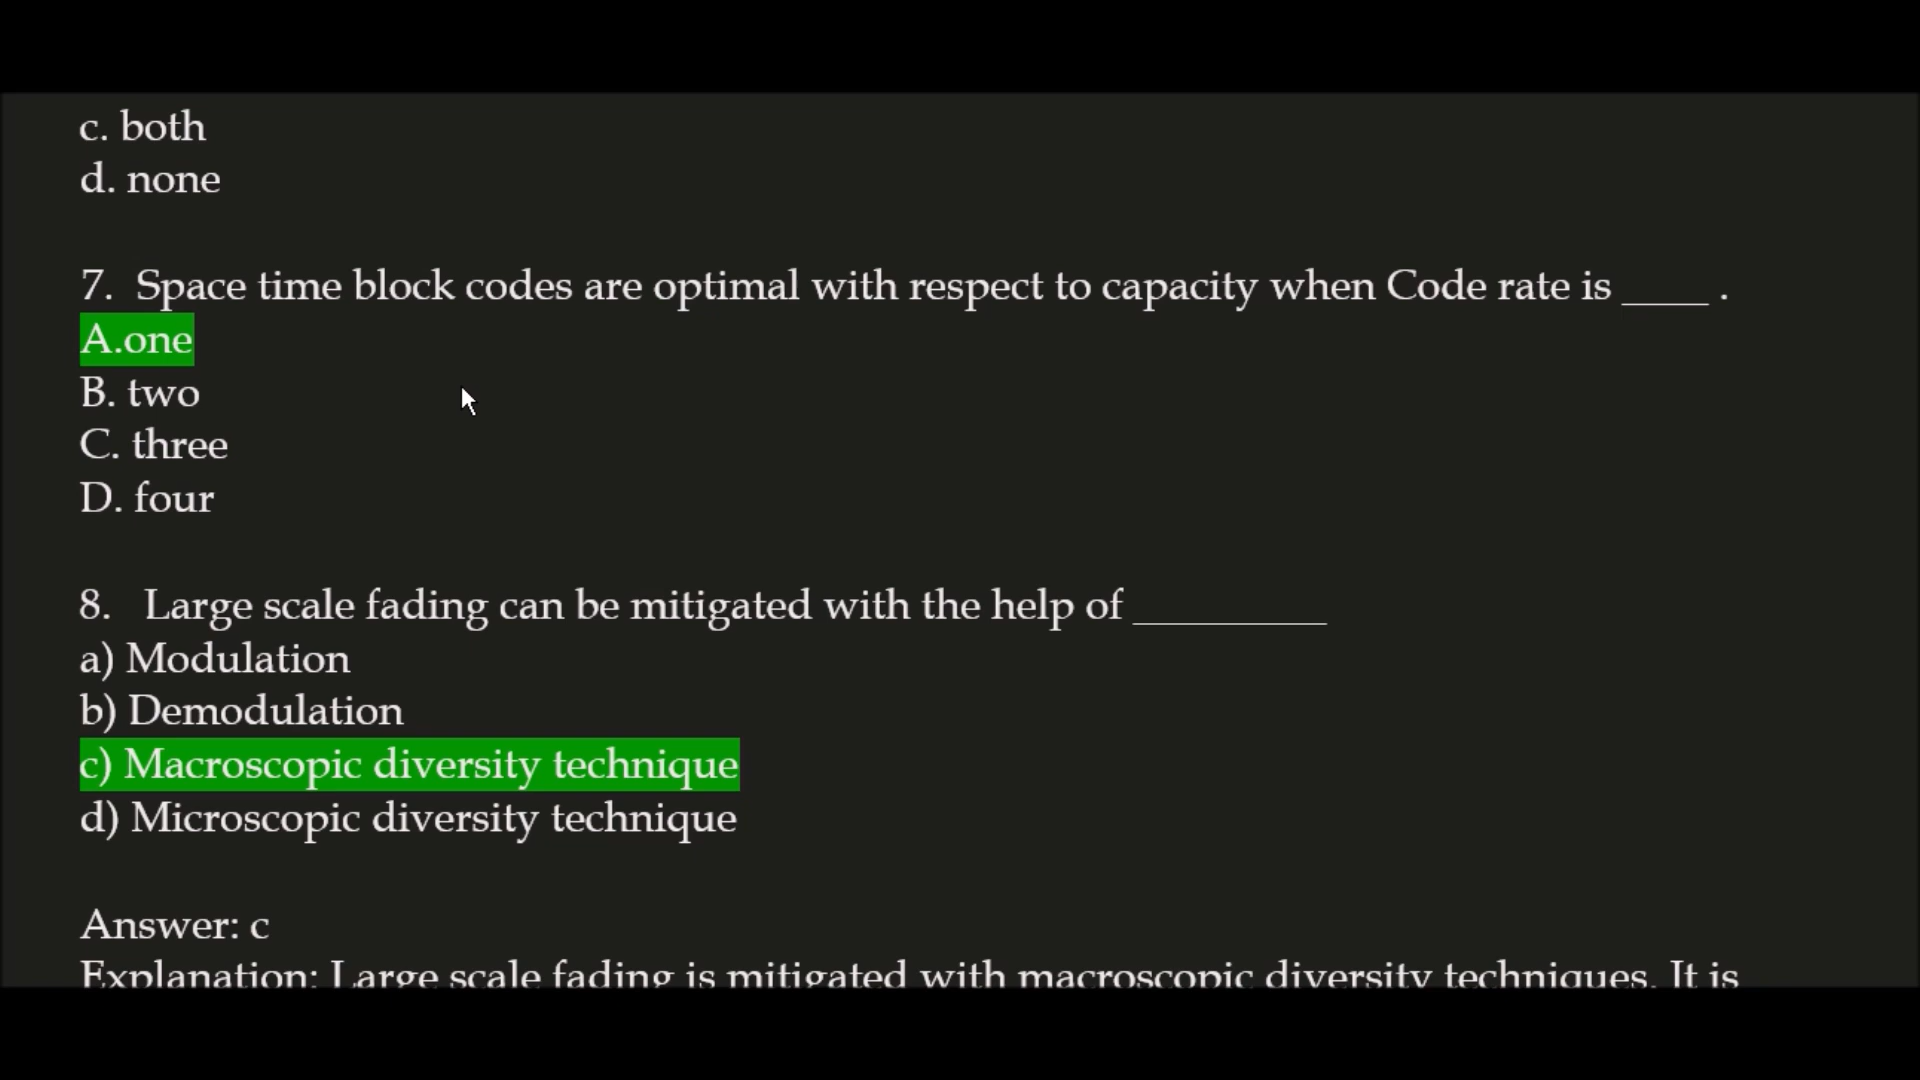 c. both
d. none
7. Space time block codes are optimal with respect to capacity when Code rate is ____ .
A.one
B. two
C. three
D. four
8. Large scale fading can be mitigated with the help of _________
a) Modulation
b) Demodulation
c) Macroscopic diversity technique
d) Microscopic diversity technique
Answer: c
Explanation: Large scale fading is mitigated with macroscopic diversity techniques. It is